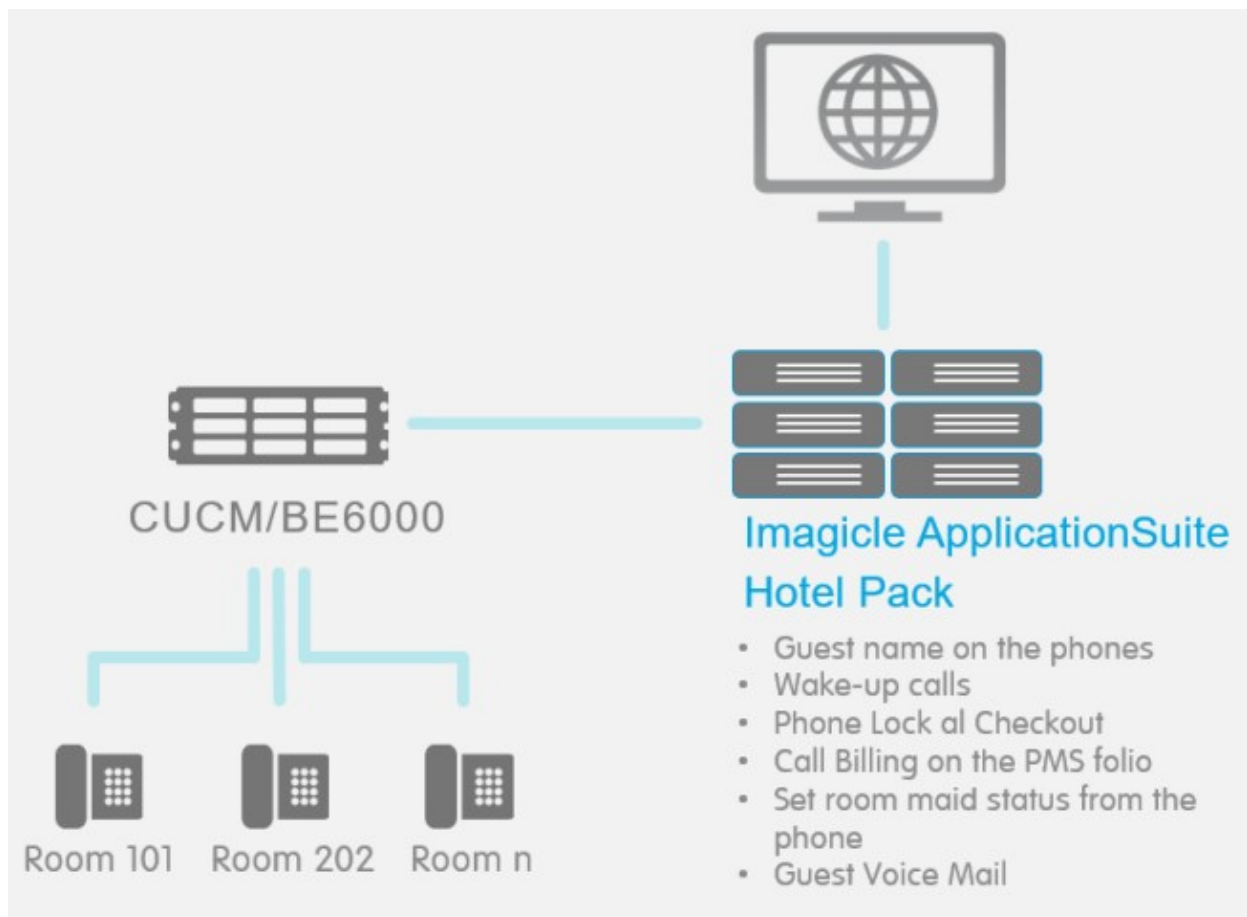 CUCM/BE6000
Imagicle ApplicationSuite
Hotel Pack
• Guest name on the phones
• Wake-up calls
• Phone Lock al Checkout
• Call Billing on the PMS folio
• Set room maid status from the
phone
• Guest Voice Mail
Room 101 Room 202 Room n